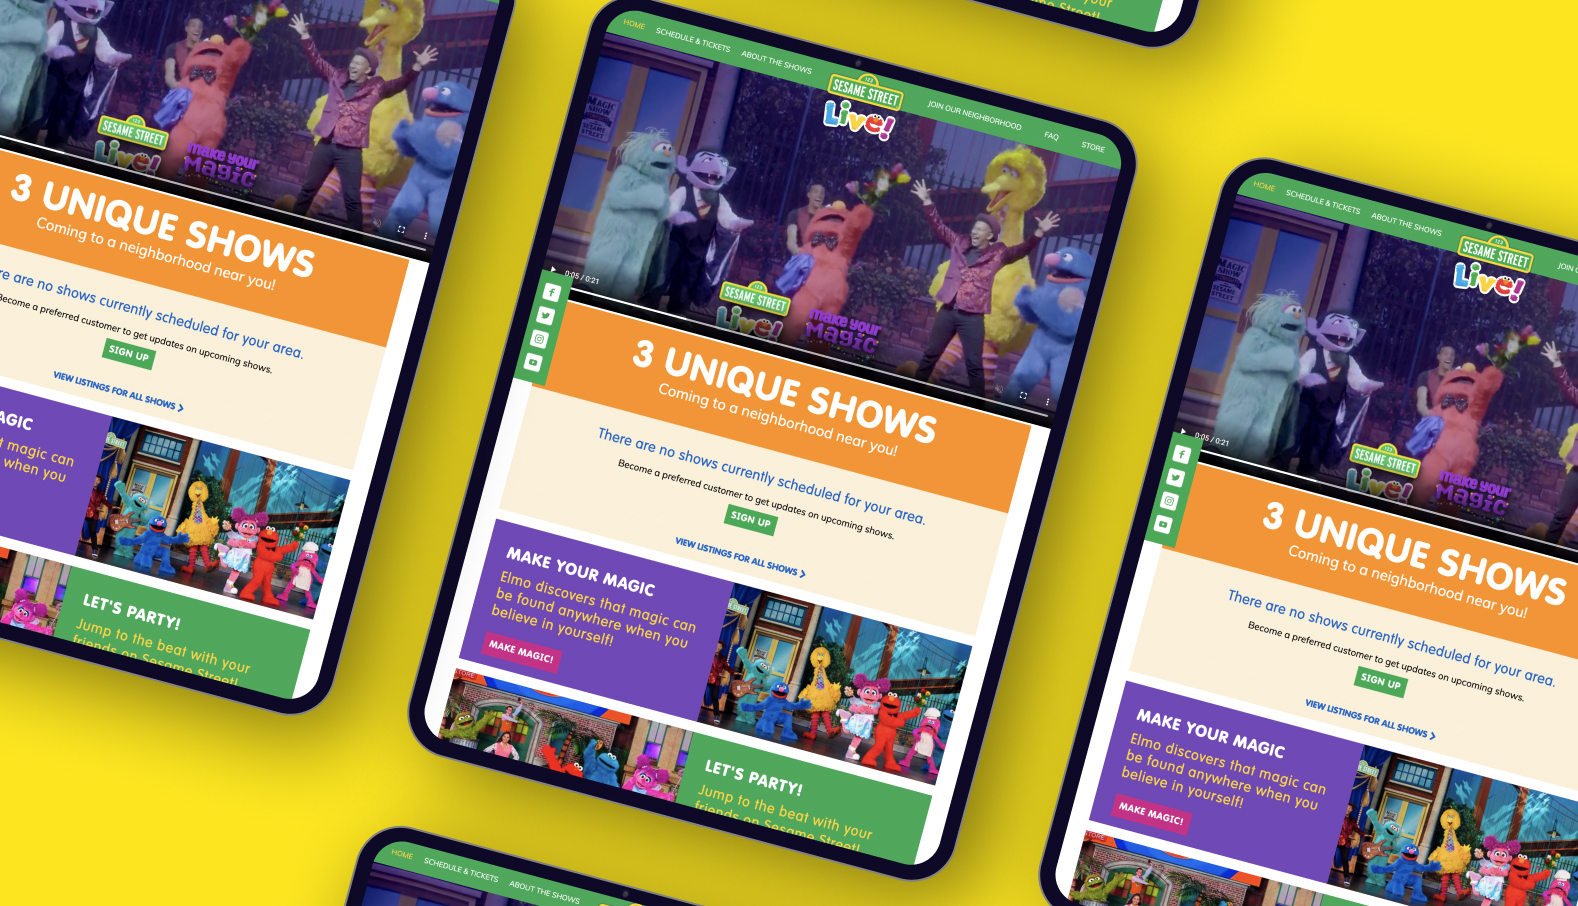 your
Sesame Street!
SESAME STREET
Live!
make your
Magic
3 UNIQUE SHOWS
Coming to a neighborhood near you!
re are no shows currently scheduled for your area.
Become a preferred customer to get updates on upcoming shows.
SIGN UP
VIEW LISTINGS FOR ALL SHOWS
AGIC
t magic can
when you
LET'S PARTY!
Jump to the beat with your
friends on Sesame Street!
HOME
SCHEDULE & TICKETS
ABOUT THE SHOWS
123
SESAME STREET
Live!
JOIN OUR NEIGHBORHOOD
FAQ
STORE
MAGIC
SHOW
SESAME
STREET
0:05 / 0:21
SESAME STREET
Live!
make your
Magic
3 UNIQUE SHOWS
Coming to a neighborhood near you!
There are no shows currently scheduled for your area.
Become a preferred customer to get updates on upcoming shows.
SIGN UP
VIEW LISTINGS FOR ALL SHOWS
MAKE YOUR MAGIC
Elmo discovers that magic can
be found anywhere when you
believe in yourself!
MAKE MAGIC!
LET'S PARTY!
Jump to the beat with your
friends on Sesame Street!
HOME
SCHEDULE & TICKETS
ABOUT THE SHOWS
123
SESAME STREET
Live!
JOIN
0:05 / 0:21
SESAME STREET
Live!
make your
Magic
3 UNIQUE SHOWS
Coming to a neighborhood near you!
There are no shows currently scheduled for your area.
Become a preferred customer to get updates on upcoming shows.
SIGN UP
VIEW LISTINGS FOR ALL SHOWS
MAKE YOUR MAGIC
Elmo discovers that magic can
be found anywhere when you
believe in yourself!
MAKE MAGIC!
HOME
SCHEDULE & TICKETS
ABOUT THE SHOWS